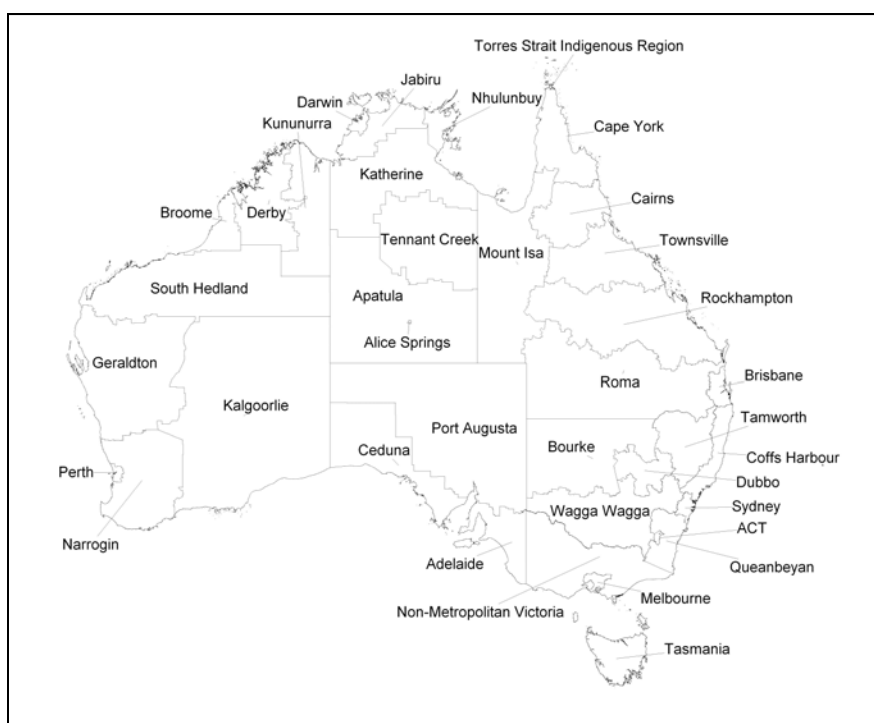 Torres Strait Indigenous Region
Jabiru
Darwin
Nhulunbuy
Kununurra
Cape York
Katherine
Cairns
Broome
Derby
Tennant Creek
Mount Isa
Townsville
South Hedland
Apatula
Rockhampton
Alice Springs
Geraldton
Roma
Brisbane
Kalgoorlie
Tamworth
Port Augusta
Bourke
Ceduna
Coffs Harbour
Perth
Dubbo
Wagga Wagga
Sydney
ACT
Narrogin
Adelaide
Queanbeyan
Melbourne
Non-Metropolitan Victoria
Tasmania